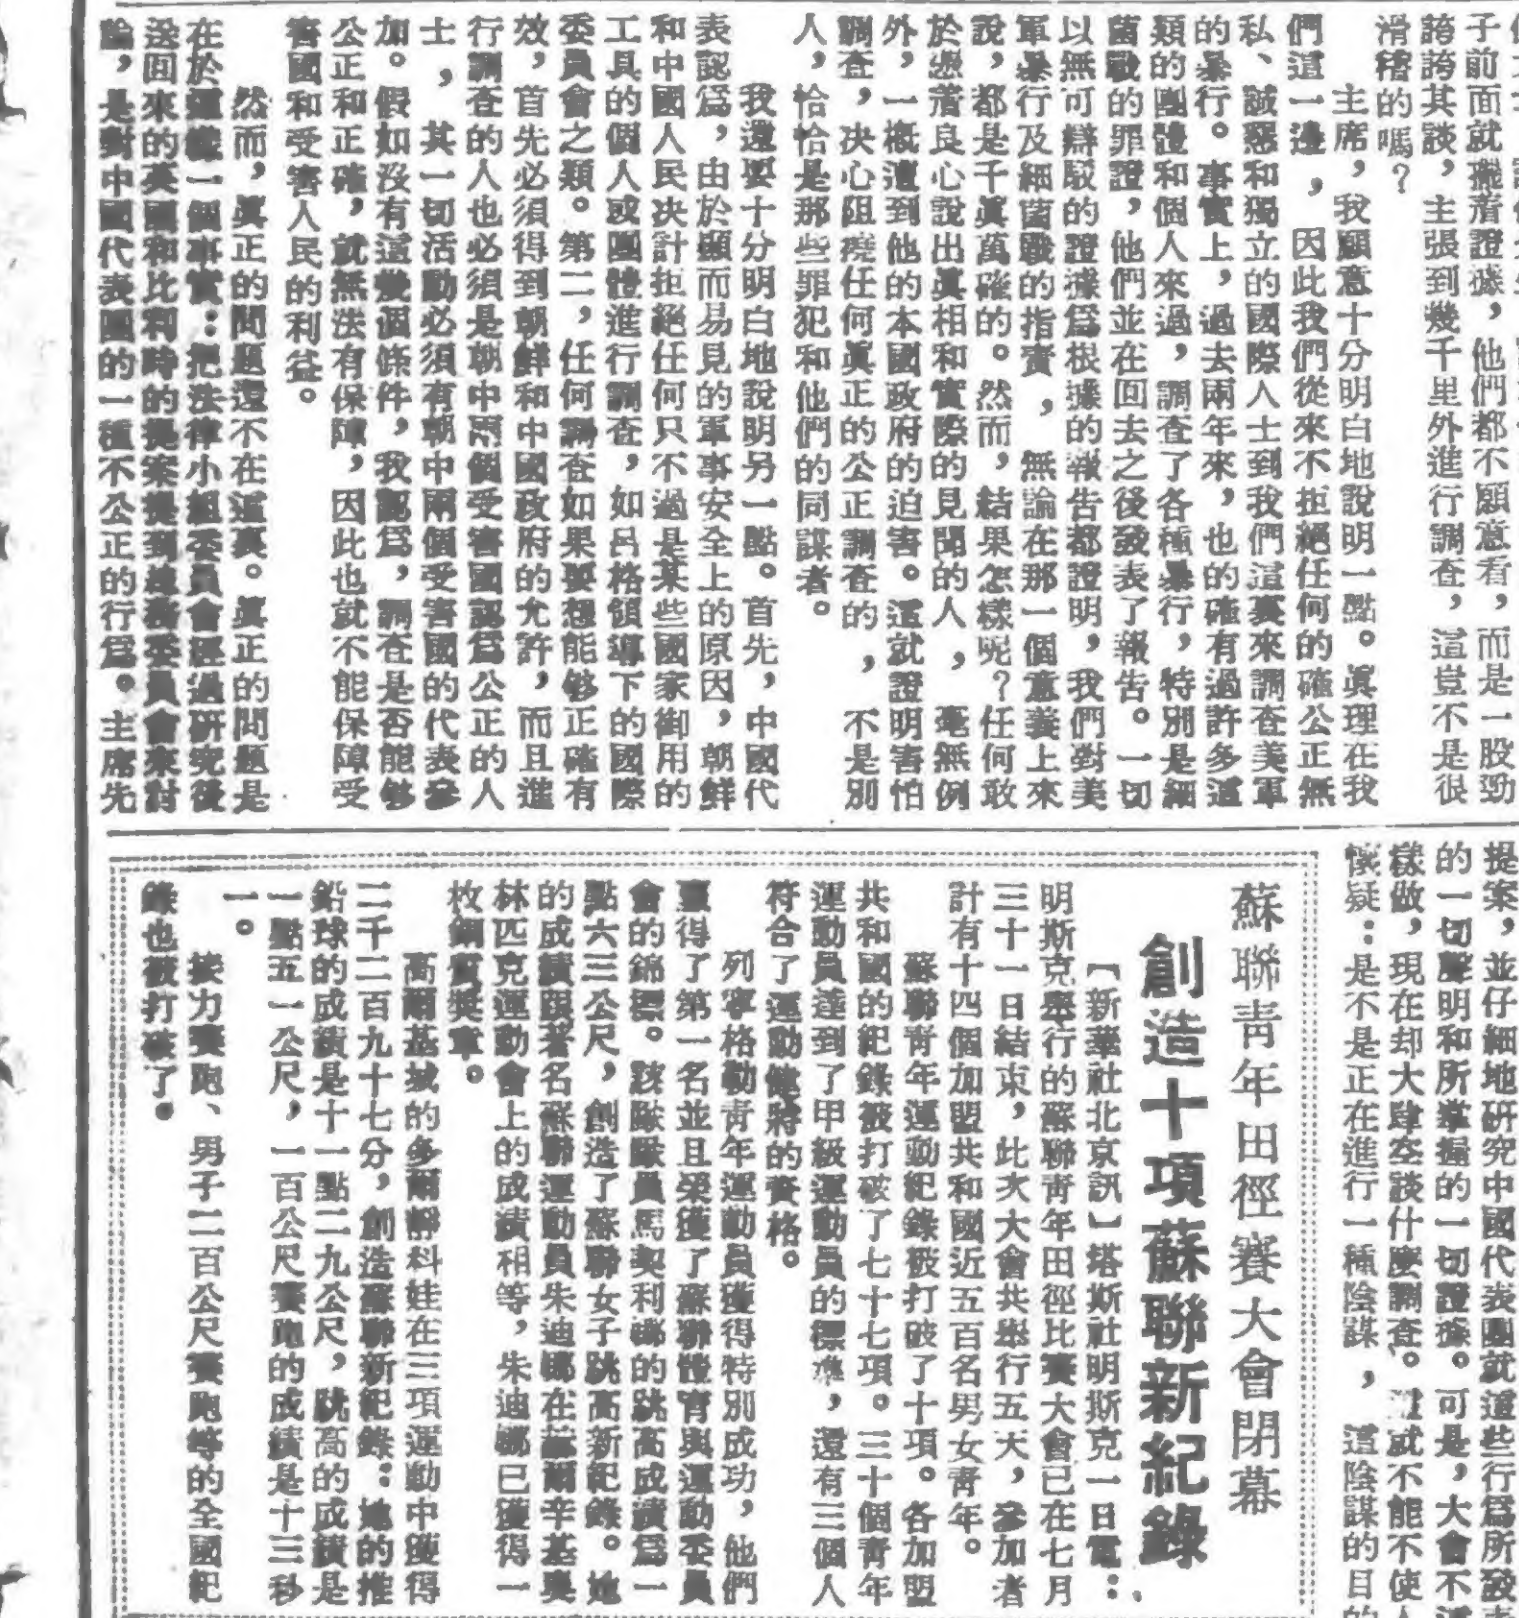 子前面就擺着證據，他們都不願意看，而是一股勁
誇誇其談，主張到幾千里外進行調查，這豈不是很
滑稽的嗎？
主席，我願意十分明白地說明一點。眞理在我
們這一邊，因此我們從來不拒絕任何的確公正無
私、誠懇和獨立的國際人士到我們這裏來調查美軍
的暴行。事實上，過去兩年來，也的確有過許多這
類的團體和個人來過，調查了各種暴行，特別是細
菌戰的罪證，他們並在回去之後發表了報告。一切
以無可辯駁的證據爲根據的報告都證明，我們對美
軍暴行及細菌戰的指責，無論在那一個意義上來
說，都是千眞萬確的。然而，結果怎樣呢？任何敢
於憑着良心說出眞相和實際的見聞的人，毫無例
外，一概遭到他的本國政府的迫害。這就證明害怕
調查，決心阻撓任何眞正的公正調查的，不是別
人，恰恰是那些罪犯和他們的同謀者。
我還要十分明白地說明另一點。首先，中國代
表認爲，由於顯而易見的軍事安全上的原因，朝鮮
和中國人民決計拒絕任何只不過是某些國家御用的
工具的個人或團體進行調查，如呂格領導下的國際
委員會之類。第二，任何調查如果要想能够正確有
效，首先必須得到朝鮮和中國政府的允許，而且進
行調查的人也必須是朝中兩個受害國認爲公正的人
士，其一切活動必須有朝中兩個受害國的代表參
加。假如沒有這幾個條件，我認爲，調查是否能够
公正和正確，就無法有保障，因此也就不能保障受
害國和受害人民的利益。
然而，眞正的問題還不在這裏。眞正的問題是
在於這樣一個事實：把法律小組委員會經過研究後
送回來的英國和比利時的提案提到總務委員會來討
論，是對中國代表團的一種不公正的行爲。主席先
提案，並仔細地研究中國代表團就這些行爲所發表
的一切聲明和所掌握的一切證據。可是，大會不這
樣做，現在却大肆空談什麼調查。這就不能不使人
懷疑：是不是正在進行一種陰謀，這陰謀的目的
蘇聯青年田徑賽大會閉幕
創造十項蘇聯新紀錄
【新華社北京訊】塔斯社明斯克一日電：
明斯克舉行的蘇聯青年田徑比賽大會已在七月
三十一日結束，此次大會共舉行五天，參加者
計有十四個加盟共和國近五百名男女青年。
蘇聯青年運動紀錄被打破了十項。各加盟
共和國的紀錄被打破了七十七項。三十個青年
運動員達到了甲級運動員的標準，還有三個人
符合了運動健將的資格。
列寧格勒青年運動員獲得特別成功，他們
贏得了第一名並且榮獲了蘇聯體育與運動委員
會的錦標。該隊隊員馬契利娜的跳高成績爲一
點六三公尺，創造了蘇聯女子跳高新紀錄。她
的成績跟著名蘇聯運動員朱迪娜在赫爾辛基奧
林匹克運動會上的成績相等，朱迪娜已獲得一
枚銅質獎章。
高爾基城的多爾靜科娃在三項運動中獲得
二千二百九十七分，創造蘇聯新紀錄：她的推
鉛球的成績是十一點二九公尺，跳高的成績是
一點五一公尺，一百公尺賽跑的成績是十三秒
一。
接力賽跑、男子二百公尺賽跑等的全國紀
錄也被打破了。